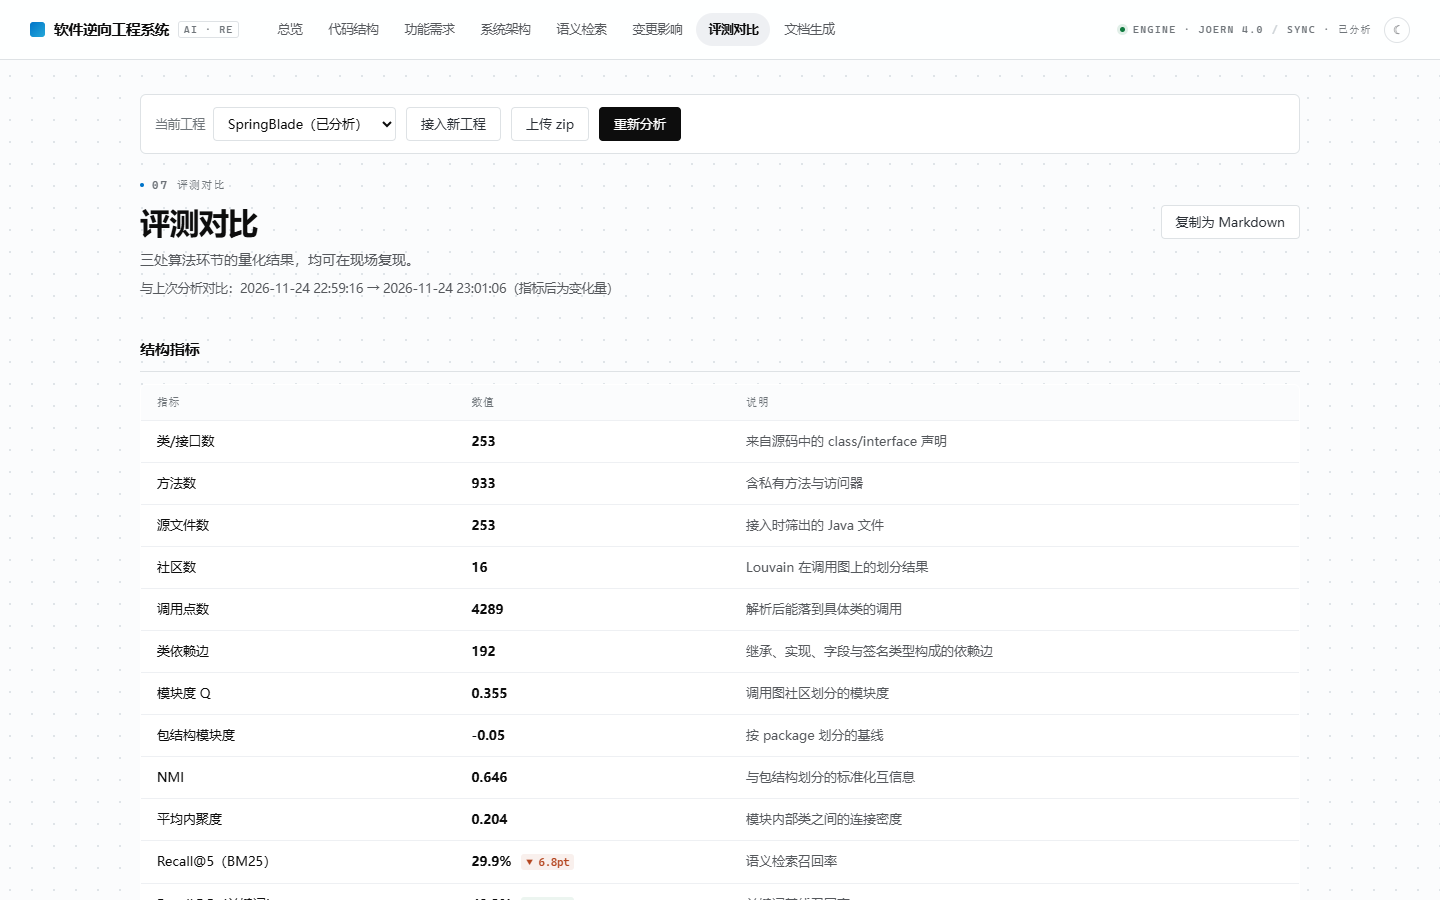 软件逆向工程系统 AI · RE 总览 代码结构 功能需求 系统架构 语义检索 变更影响 评测对比 文档生成 ENGINE · JOERN 4.0 / SYNC · 已分析
当前工程 SpringBlade（已分析） 接入新工程 上传 zip 重新分析
07 评测对比
评测对比
复制为 Markdown
三处算法环节的量化结果，均可在现场复现。
与上次分析对比：2026-11-24 22:59:16 → 2026-11-24 23:01:06（指标后为变化量）
结构指标
指标 数值 说明
类/接口数 253 来自源码中的 class/interface 声明
方法数 933 含私有方法与访问器
源文件数 253 接入时筛出的 Java 文件
社区数 16 Louvain 在调用图上的划分结果
调用点数 4289 解析后能落到具体类的调用
类依赖边 192 继承、实现、字段与签名类型构成的依赖边
模块度 Q 0.355 调用图社区划分的模块度
包结构模块度 -0.05 按 package 划分的基线
NMI 0.646 与包结构划分的标准化互信息
平均内聚度 0.204 模块内部类之间的连接密度
Recall@5（BM25） 29.9% ▼ 6.8pt 语义检索召回率